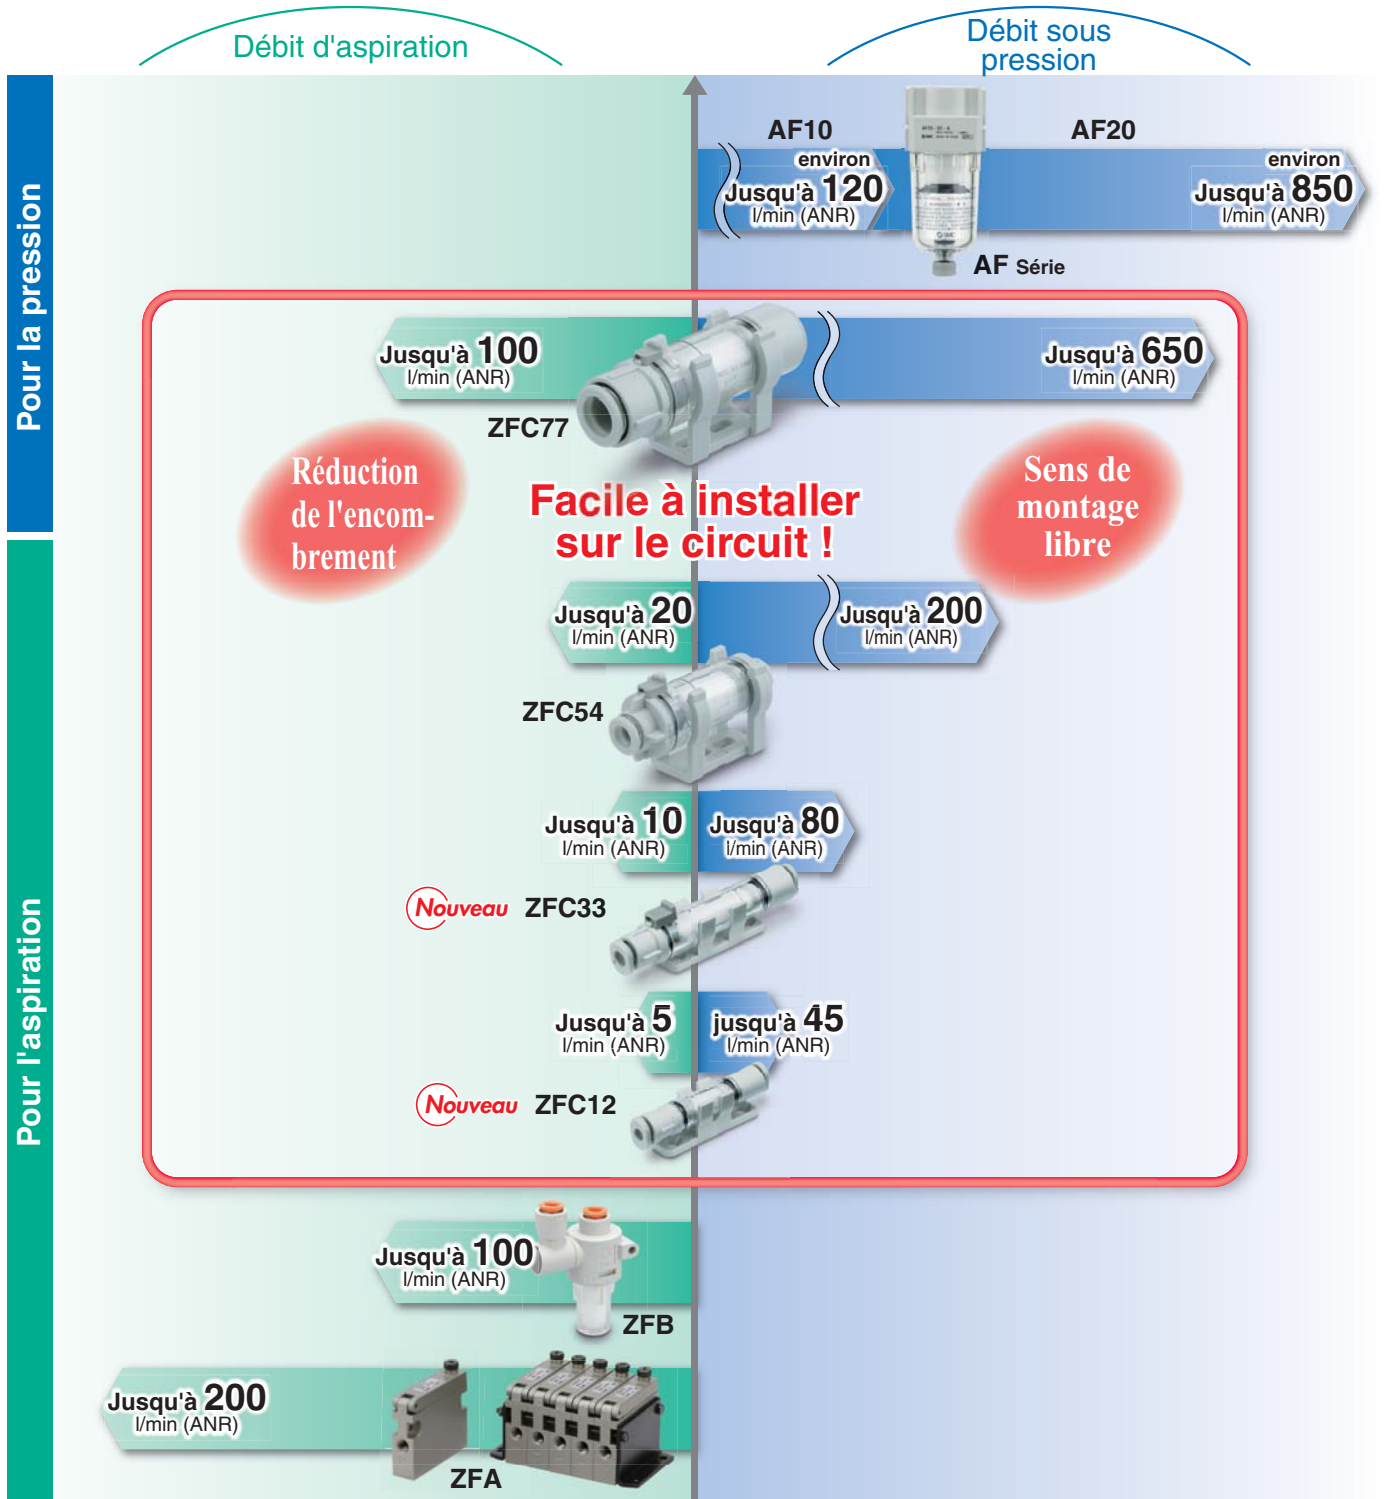 Débit d'aspiration
Débit sous
pression
Pour la pression
AF10
AF20
environ
Jusqu'à 120
l/min (ANR)
environ
Jusqu'à 850
l/min (ANR)
AF Série
Jusqu'à 100
l/min (ANR)
Jusqu'à 650
l/min (ANR)
ZFC77
Réduction
de l'encom-
brement
Facile à installer
sur le circuit !
Sens de
montage
libre
Pour l'aspiration
Jusqu'à 20
l/min (ANR)
Jusqu'à 200
l/min (ANR)
ZFC54
Jusqu'à 10
l/min (ANR)
Jusqu'à 80
l/min (ANR)
Nouveau ZFC33
Jusqu'à 5
l/min (ANR)
jusqu'à 45
l/min (ANR)
Nouveau ZFC12
Jusqu'à 100
l/min (ANR)
ZFB
Jusqu'à 200
l/min (ANR)
ZFA